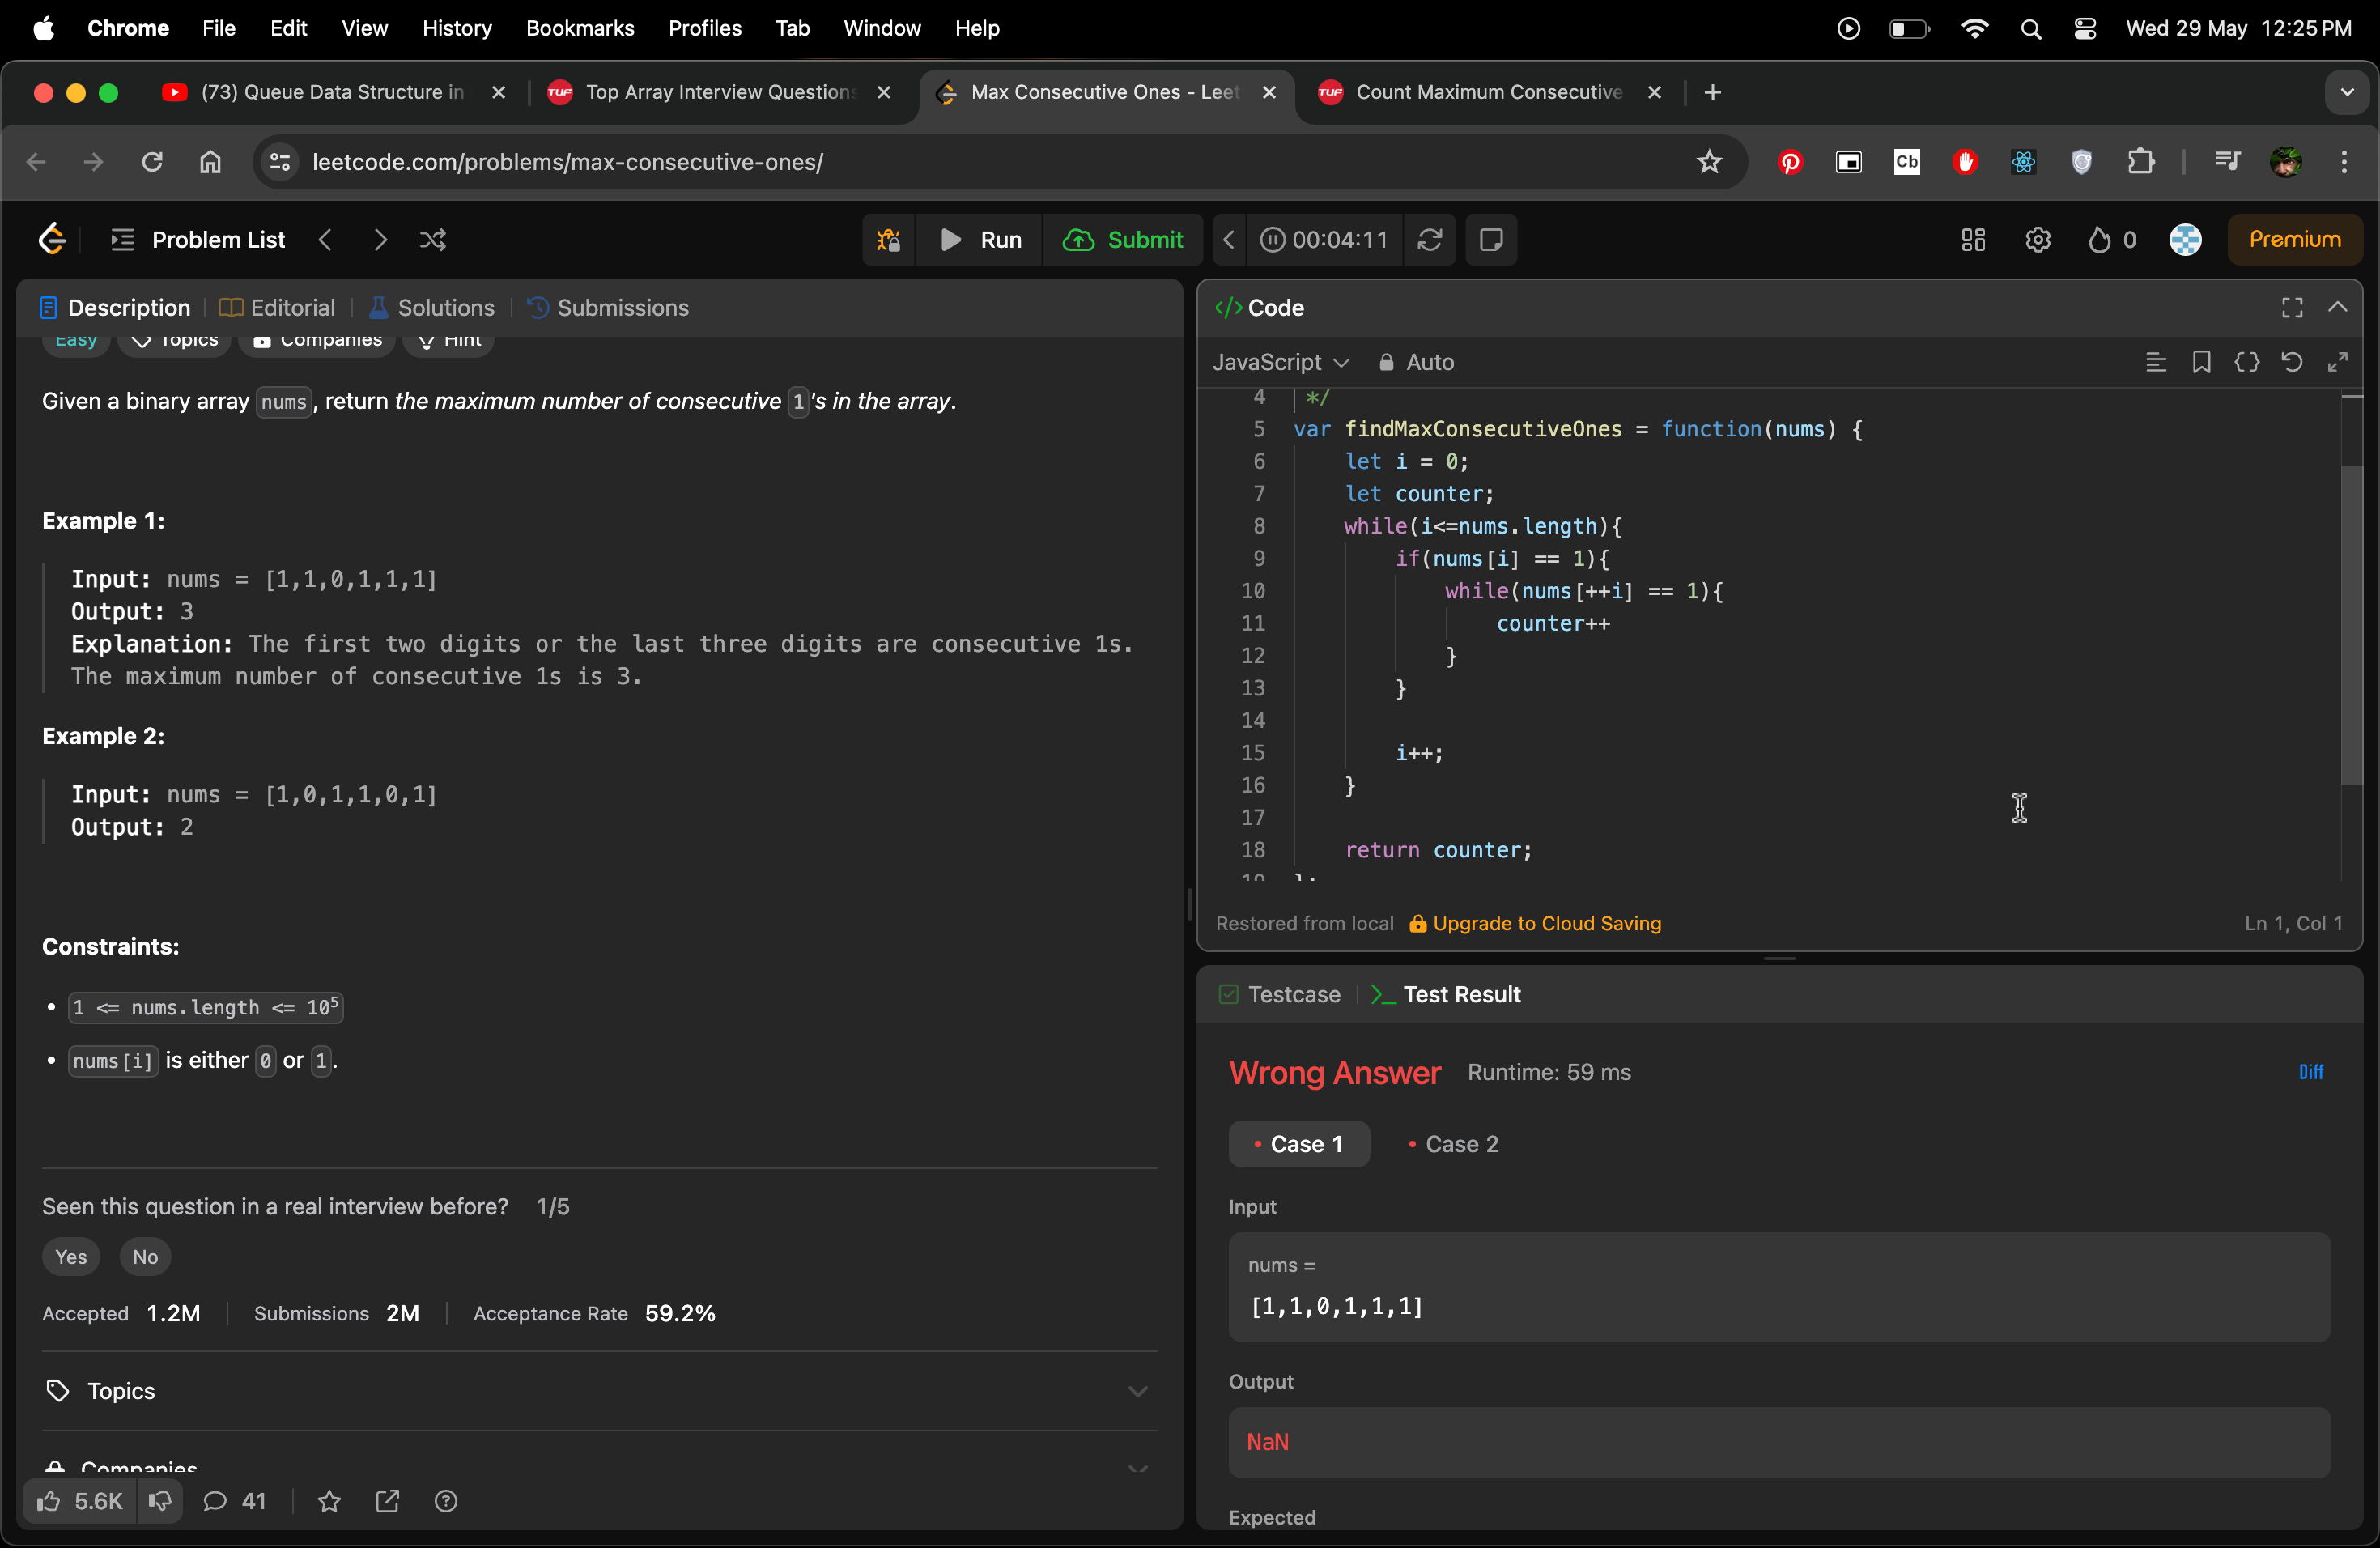 Chrome File Edit View History Bookmarks Profiles Tab Window Help Wed 29 May 12:25 PM
(73) Queue Data Structure in
TUF Top Array Interview Questions
Max Consecutive Ones - Leet
TUF Count Maximum Consecutive
leetcode.com/problems/max-consecutive-ones/
Cb
Problem List
Run
Submit
00:04:11
0
Premium
Description
Editorial
Solutions
Submissions
Easy
Topics
Companies
Hint
Given a binary array nums, return the maximum number of consecutive 1's in the array.
Example 1:
Input: nums = [1,1,0,1,1,1]
Output: 3
Explanation: The first two digits or the last three digits are consecutive 1s.
The maximum number of consecutive 1s is 3.
Example 2:
Input: nums = [1,0,1,1,0,1]
Output: 2
Constraints:
• 1 <= nums.length <= 10⁵
• nums[i] is either 0 or 1.
Seen this question in a real interview before? 1/5
Yes No
Accepted 1.2M Submissions 2M Acceptance Rate 59.2%
Topics
Companies
5.6K 41
</> Code
JavaScript Auto
4 */
5 var findMaxConsecutiveOnes = function(nums) {
6 let i = 0;
7 let counter;
8 while(i<=nums.length){
9 if(nums[i] == 1){
10 while(nums[++i] == 1){
11 counter++
12 }
13 }
14
15 i++;
16 }
17
18 return counter;
19 };
Restored from local Upgrade to Cloud Saving Ln 1, Col 1
Testcase
Test Result
Wrong Answer Runtime: 59 ms Diff
• Case 1 • Case 2
Input
nums =
[1,1,0,1,1,1]
Output
NaN
Expected